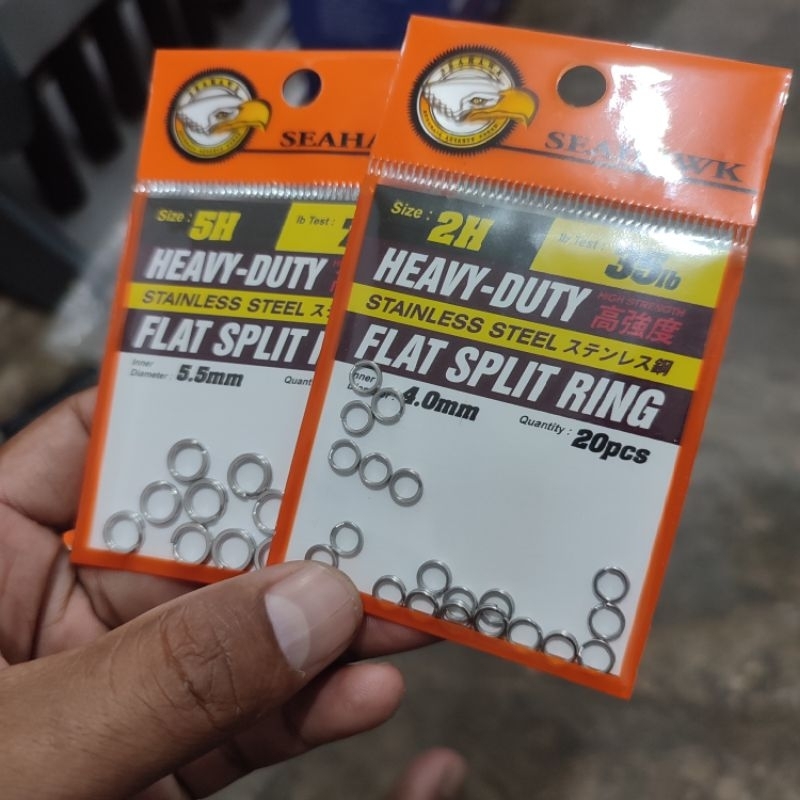 SEAHAWK
Size : 5H
lb Test :
HEAVY-DUTY
STAINLESS STEEL ス
FLAT SPLIT
Inner
Diameter : 5.5mm
Quant
SEAHAWK
SEAHAWK
Size : 2H
lb Test : 35lb
HEAVY-DUTY
HIGH STRENGTH
高強度
STAINLESS STEEL ステンレス鋼
FLAT SPLIT RING
Inner
4.0mm
Quantity : 20pcs